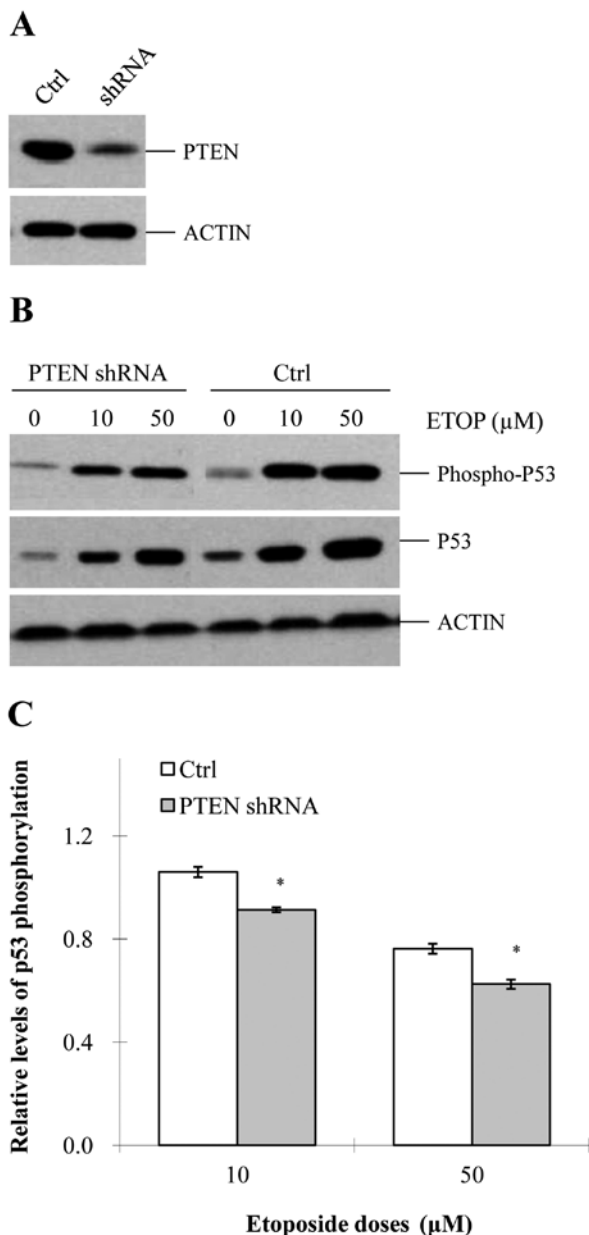 A
Ctrl shRNA
PTEN
ACTIN
B
PTEN shRNA Ctrl
0 10 50 0 10 50 ETOP (µM)
Phospho-P53
P53
ACTIN
C
Relative levels of p53 phosphorylation
Ctrl
PTEN shRNA
1.2
0.8
0.4
0.0
* *
10 50
Etoposide doses (µM)